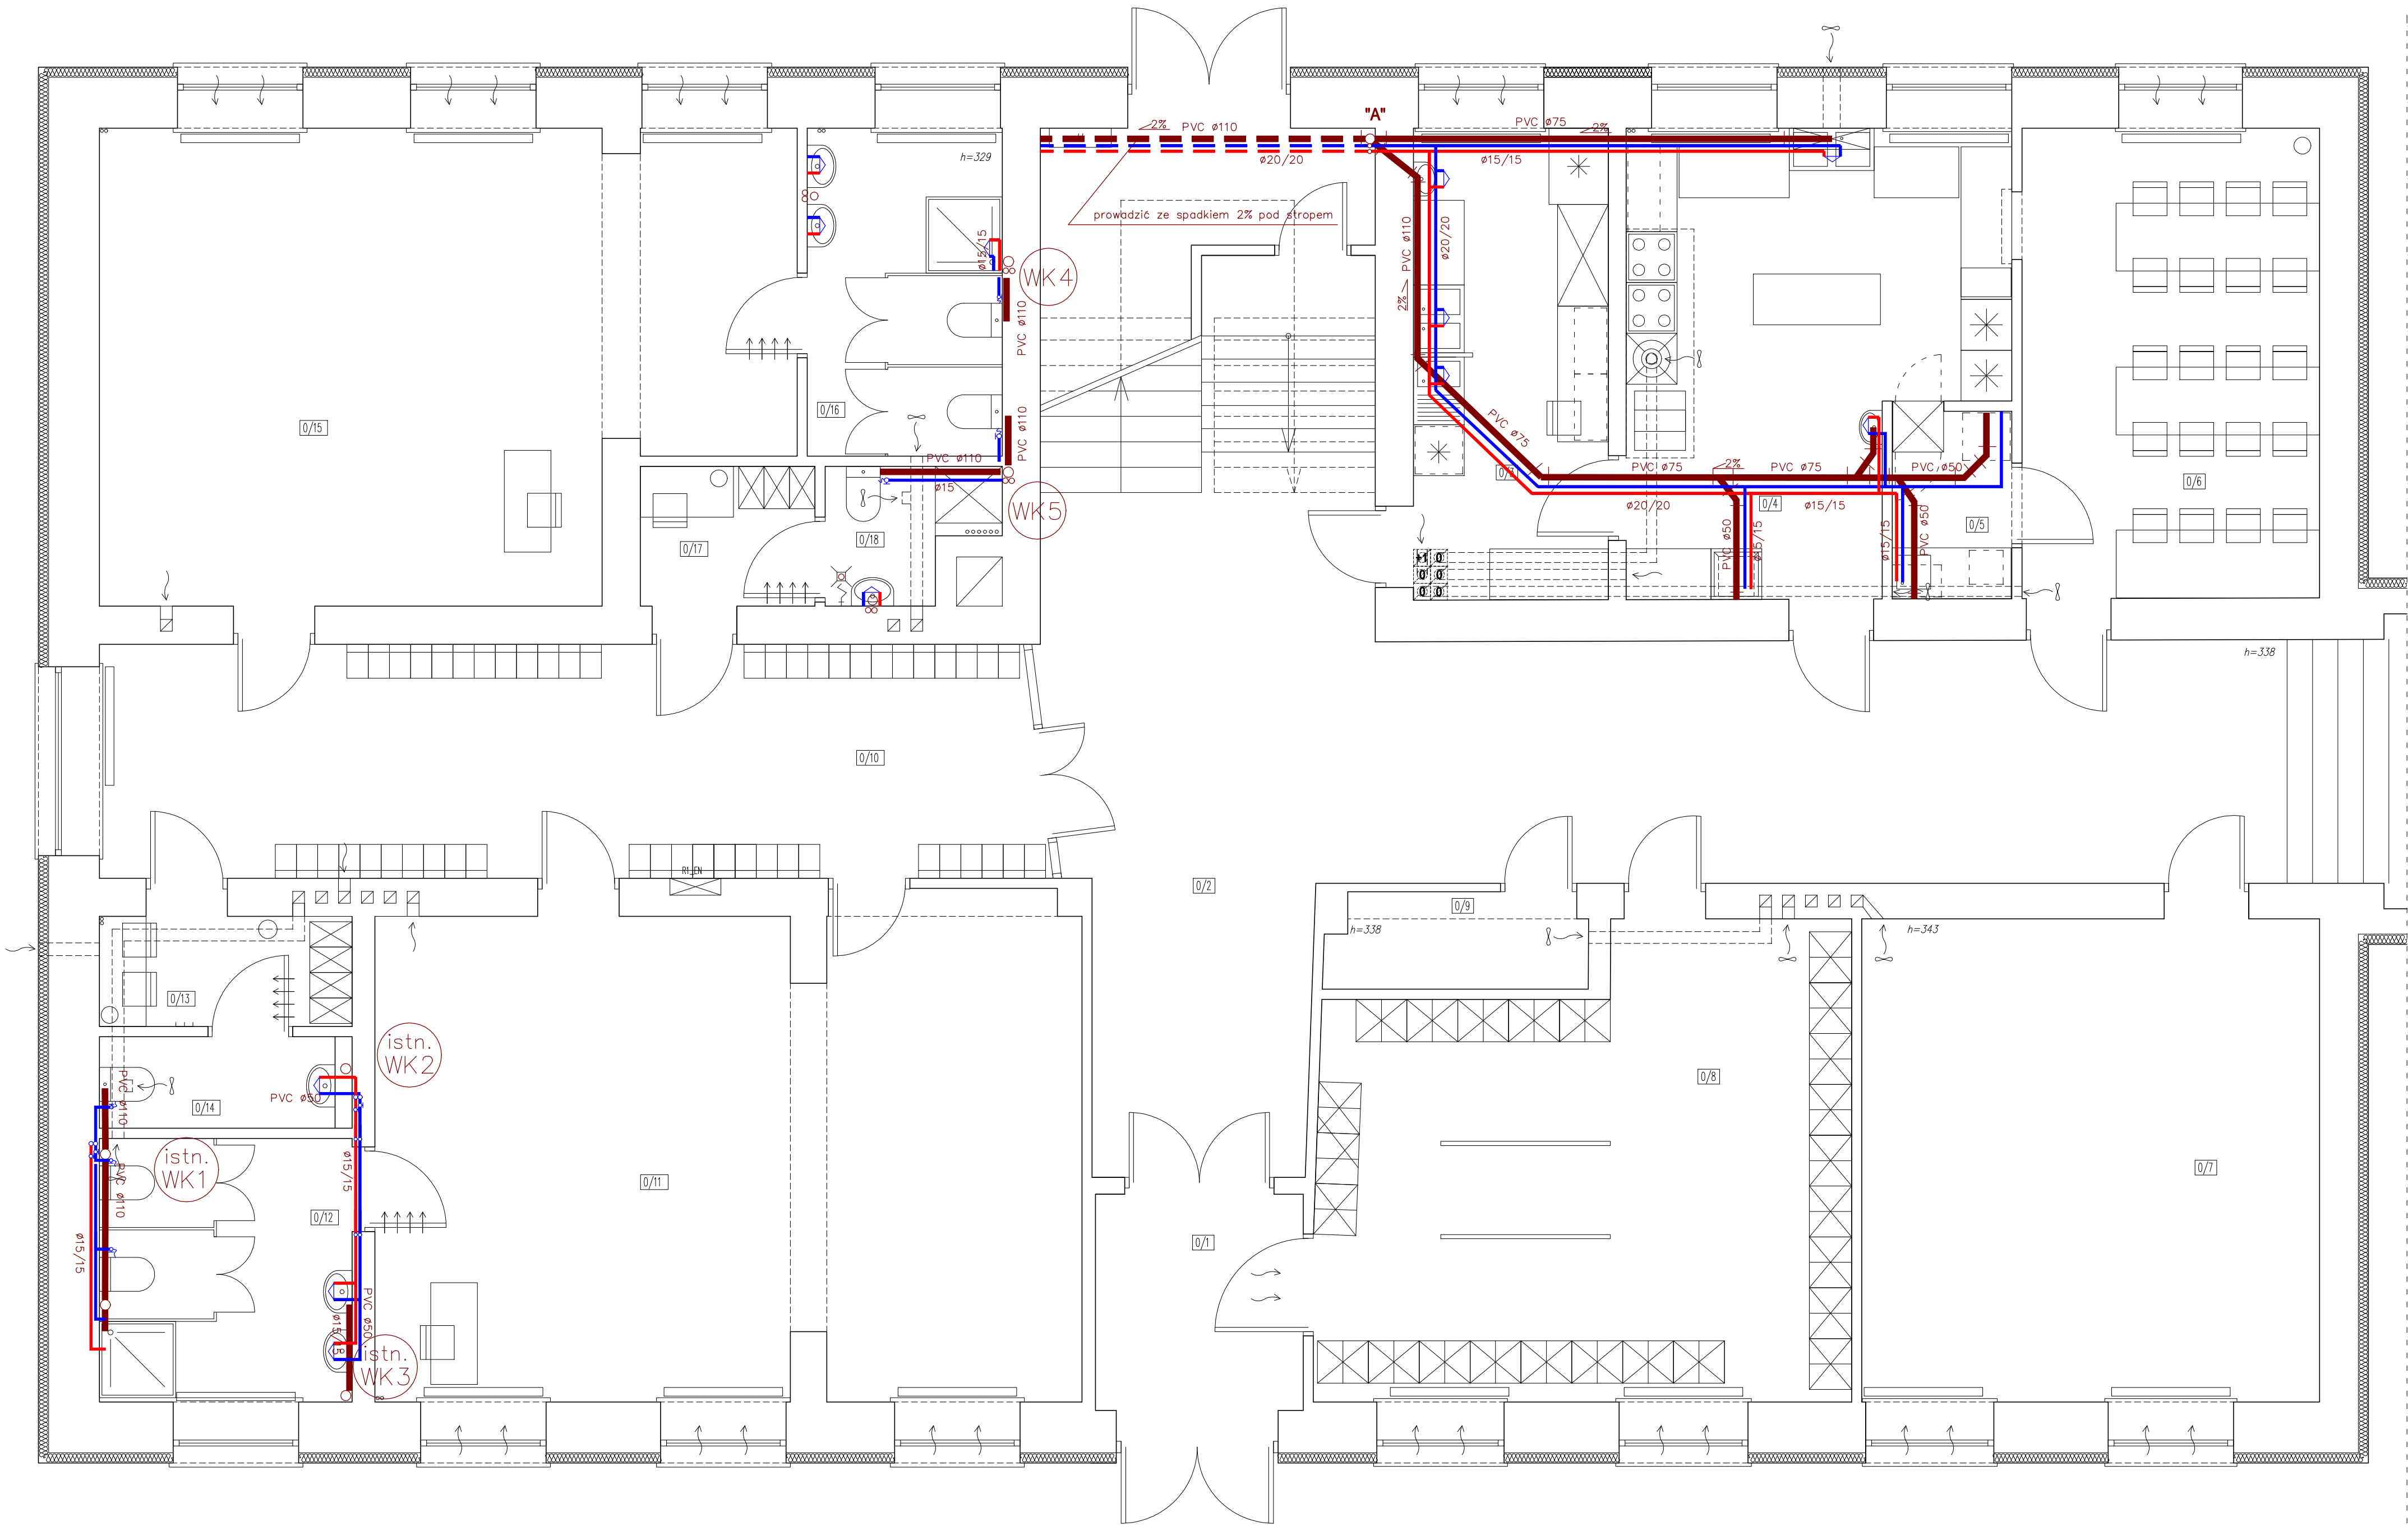 "A"
2% PVC ø110
PVC ø75
2%
h=329
ø20/20
ø15/15
prowadzić ze spadkiem 2% pod stropem
ø15/15
WK4
2% PVC ø110
ø20/20
PVC ø110
0/15
0/16
PVC ø75
PVC ø110
PVC ø110
ø15
PVC ø75
2%
PVC ø75
PVC ø50
0/6
WK5
ø20/20
0/4
ø15/15
0/5
0/17
0/18
PVC ø50
ø15/15
ø15/15
PVC ø50
h=338
0/10
R1_EN
0/2
0/9
h=338
h=343
0/13
istn.
WK2
0/8
PVC ø110
PVC ø50
0/14
istn.
WK1
PVC ø110
ø15/15
0/11
0/7
0/12
0/1
ø15/15
PVC ø50
ø15/15
istn.
WK3